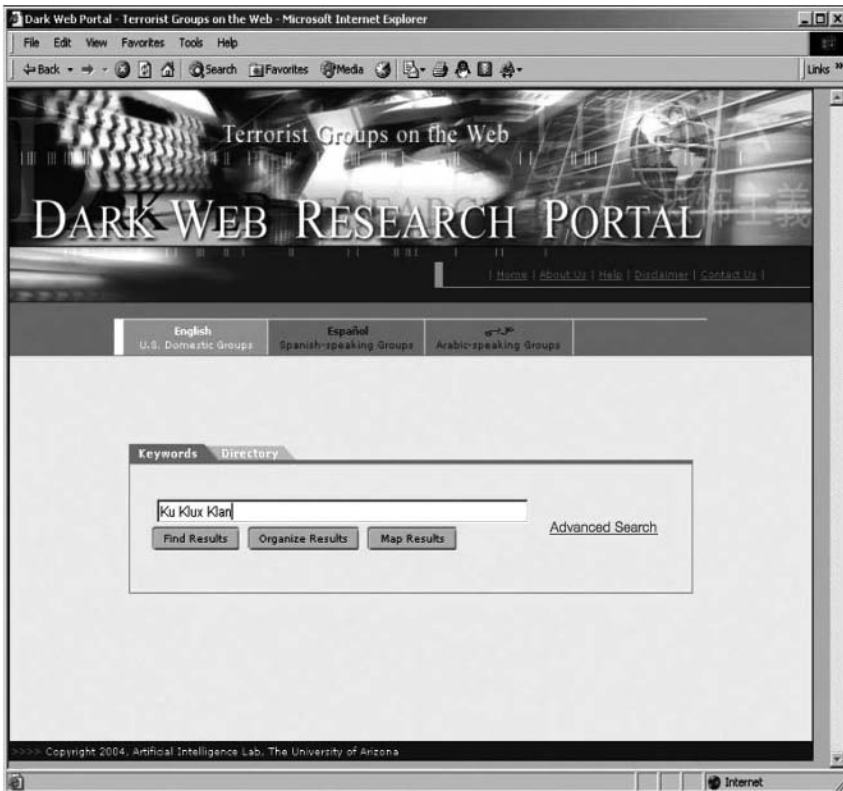 Dark Web Portal - Terrorist Groups on the Web - Microsoft Internet Explorer
File Edit View Favorites Tools Help
Back Search Favorites Media Links »
Terrorist Groups on the Web
DARK WEB RESEARCH PORTAL
| Home | About Us | Help | Disclaimer | Contact Us |
English Español عربي
U.S. Domestic Groups Spanish-speaking Groups Arabic-speaking Groups
Keywords Directory
Ku Klux Klan
Advanced Search
Find Results Organize Results Map Results
>>>> Copyright 2004, Artificial Intelligence Lab, The University of Arizona
Internet